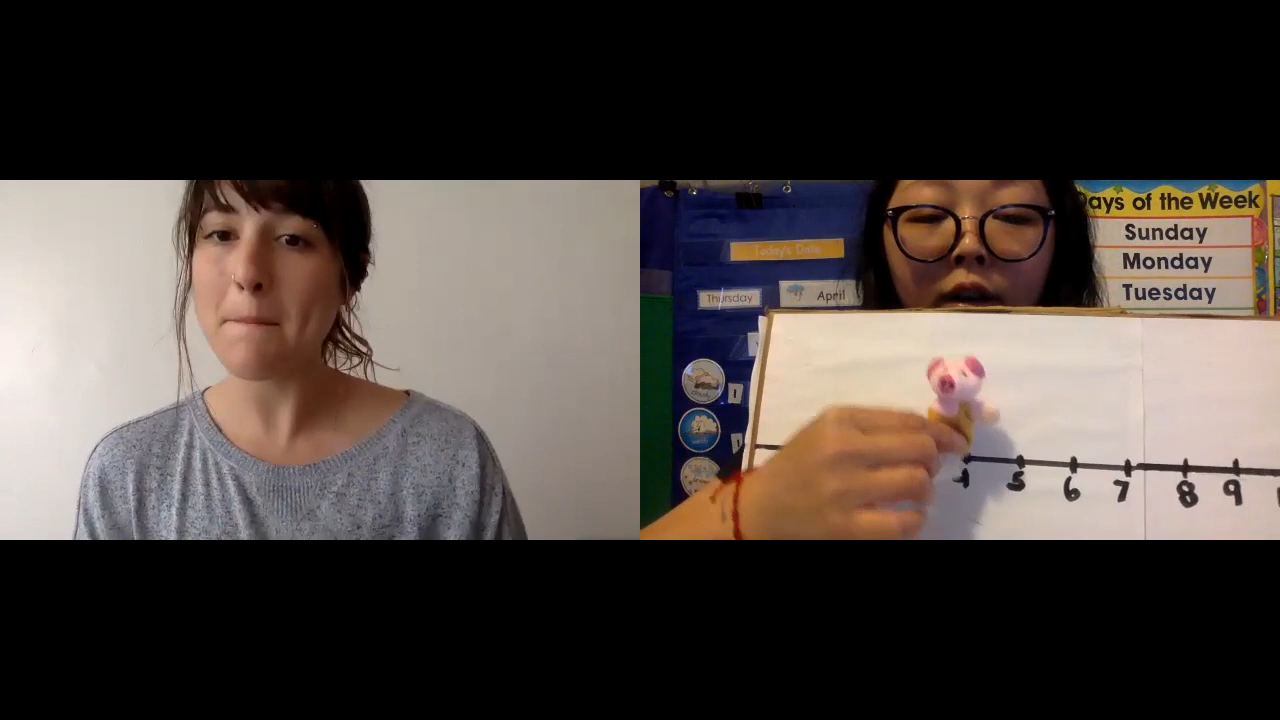 Today's Date
Thursday
April
Days of the Week
Sunday
Monday
Tuesday
4 5 6 7 8 9